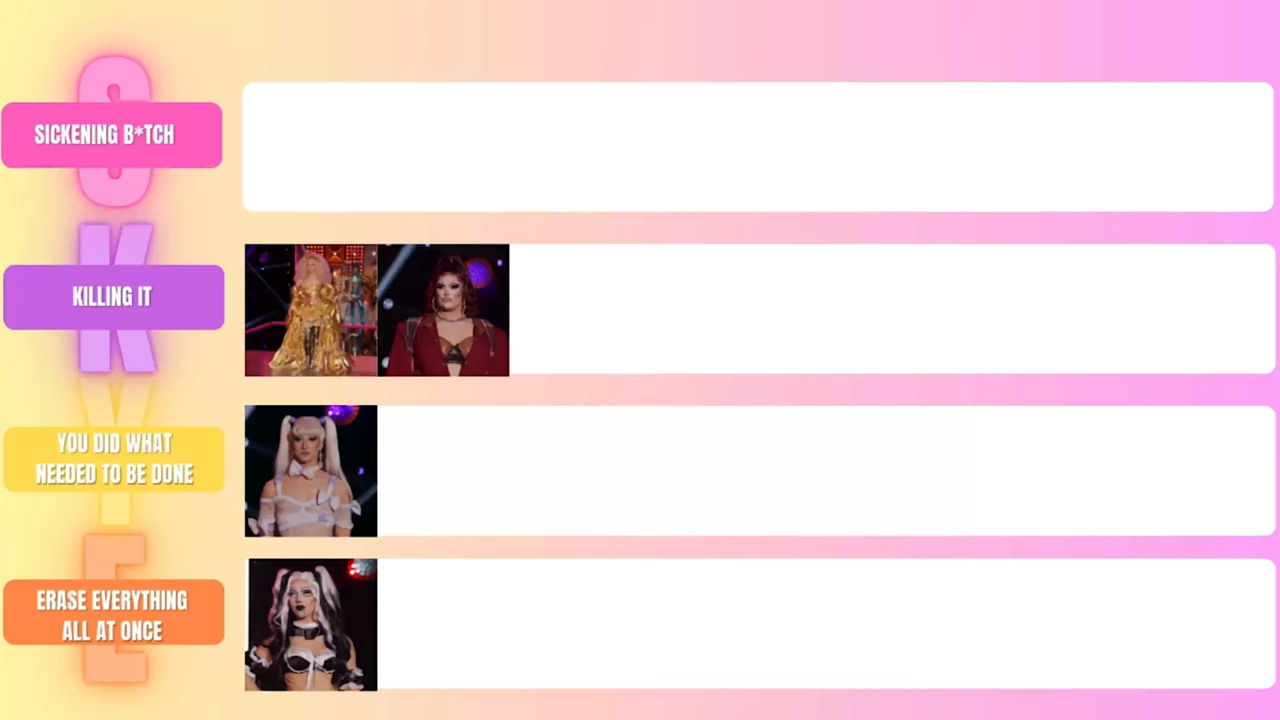 S
SICKENING B*TCH
K
KILLING IT
Y
YOU DID WHAT
NEEDED TO BE DONE
E
ERASE EVERYTHING
ALL AT ONCE